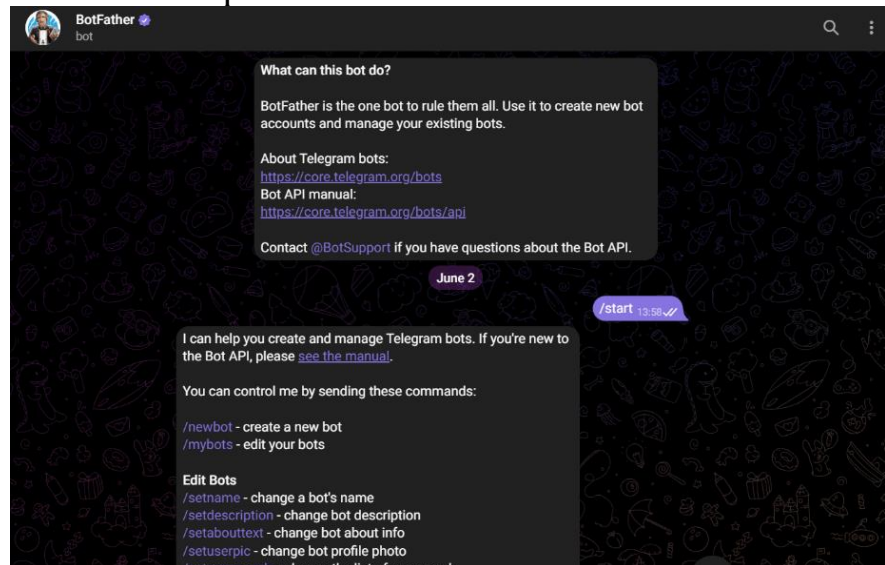 BotFather
bot
What can this bot do?
BotFather is the one bot to rule them all. Use it to create new bot
accounts and manage your existing bots.
About Telegram bots:
https://core.telegram.org/bots
Bot API manual:
https://core.telegram.org/bots/api
Contact @BotSupport if you have questions about the Bot API.
June 2
/start 13:58
I can help you create and manage Telegram bots. If you're new to
the Bot API, please see the manual.
You can control me by sending these commands:
/newbot - create a new bot
/mybots - edit your bots
Edit Bots
/setname - change a bot's name
/setdescription - change bot description
/setabouttext - change bot about info
/setuserpic - change bot profile photo